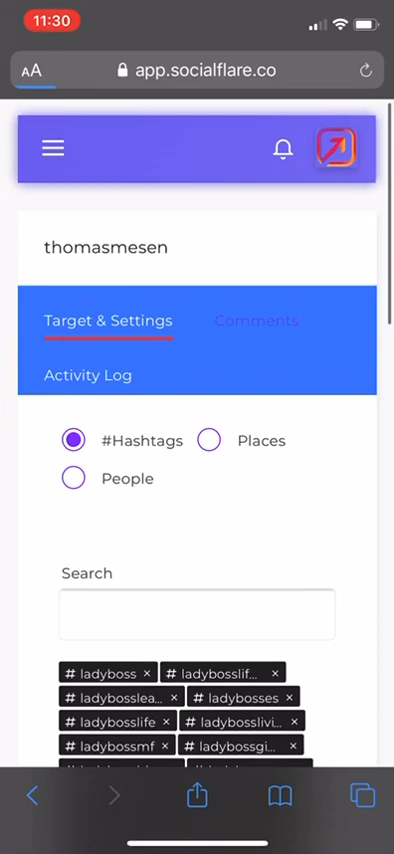 11:30
AA app.socialflare.co
thomasmesen
Target & Settings Comments
Activity Log
#Hashtags Places
People
Search
# ladyboss × # ladybosslif... ×
# ladybosslea... × # ladybosses ×
# ladybosslife × # ladybosslivi... ×
# ladybossmf × # ladybossgi... ×